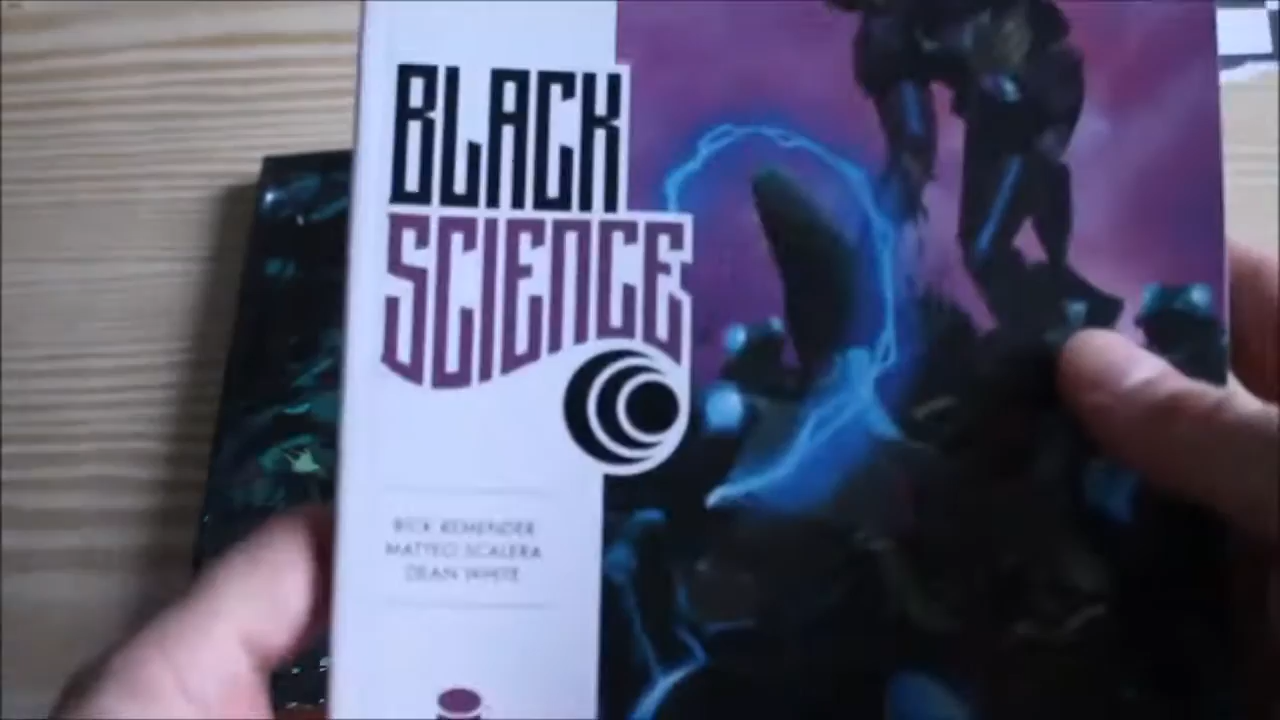 BLACK
SCIENCE
RICK REMENDER
MATTEO SCALERA
DEAN WHITE